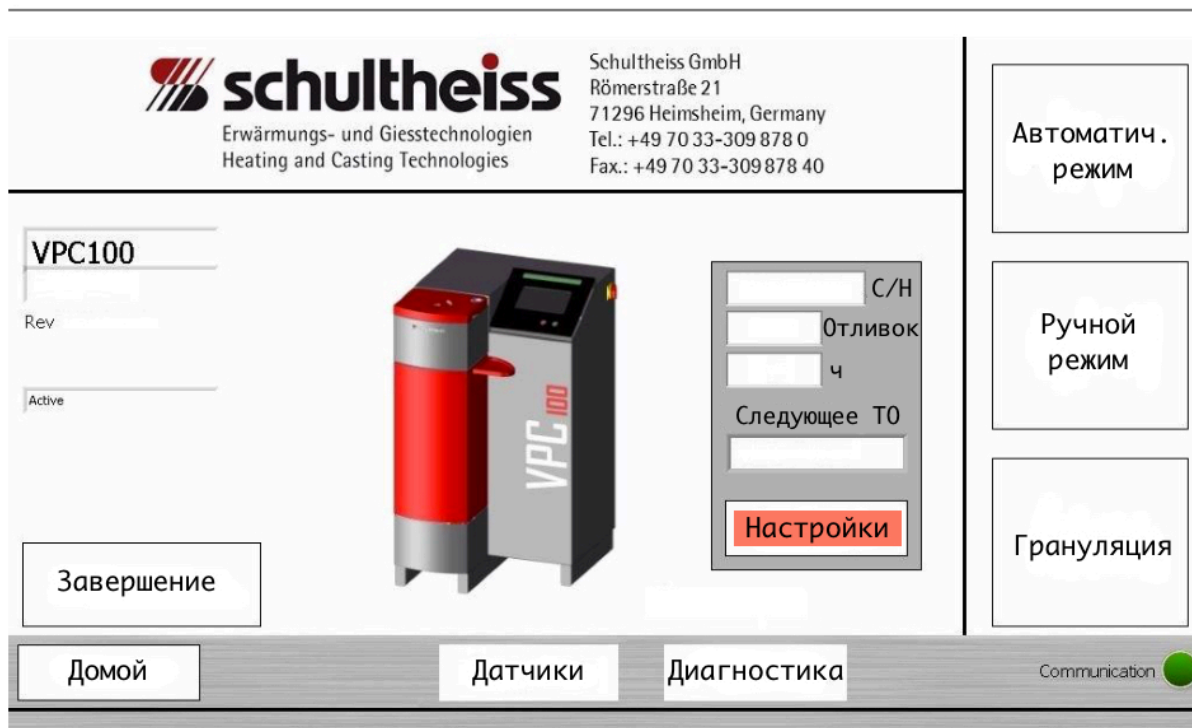 schultheiss
Erwärmungs- und Giesstechnologien
Heating and Casting Technologies
Schultheiss GmbH
Römerstraße 21
71296 Heimsheim, Germany
Tel.: +49 70 33-309 878 0
Fax.: +49 70 33-309 878 40
VPC100
Rev
Active
Завершение
VPC 100
С/Н
Отливок
ч
Следующее ТО
Настройки
Автоматич.
режим
Ручной
режим
Грануляция
Домой
Датчики
Диагностика
Communication